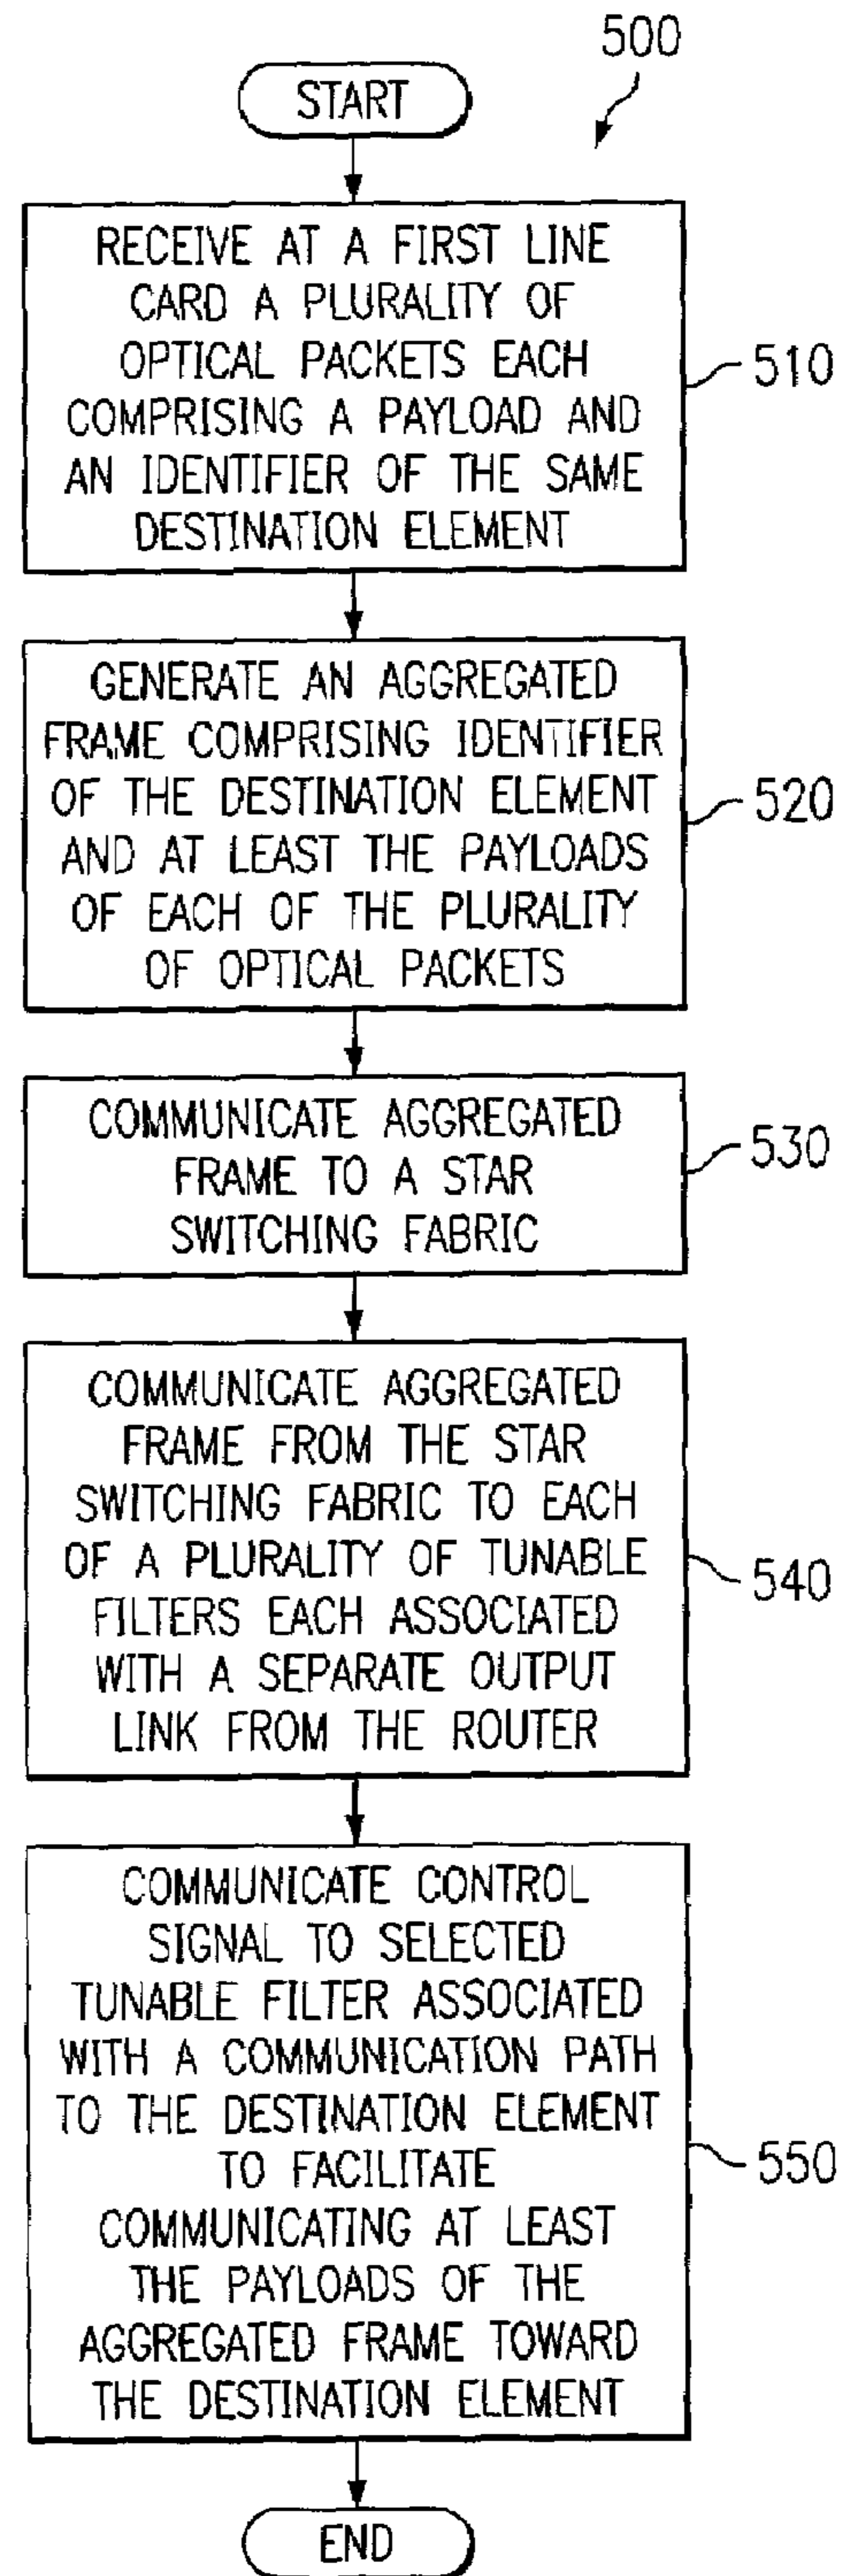 500
START
RECEIVE AT A FIRST LINE
CARD A PLURALITY OF
OPTICAL PACKETS EACH
COMPRISING A PAYLOAD AND
AN IDENTIFIER OF THE SAME
DESTINATION ELEMENT
510
GENERATE AN AGGREGATED
FRAME COMPRISING IDENTIFIER
OF THE DESTINATION ELEMENT
AND AT LEAST THE PAYLOADS
OF EACH OF THE PLURALITY
OF OPTICAL PACKETS
520
COMMUNICATE AGGREGATED
FRAME TO A STAR
SWITCHING FABRIC
530
COMMUNICATE AGGREGATED
FRAME FROM THE STAR
SWITCHING FABRIC TO EACH
OF A PLURALITY OF TUNABLE
FILTERS EACH ASSOCIATED
WITH A SEPARATE OUTPUT
LINK FROM THE ROUTER
540
COMMUNICATE CONTROL
SIGNAL TO SELECTED
TUNABLE FILTER ASSOCIATED
WITH A COMMUNICATION PATH
TO THE DESTINATION ELEMENT
TO FACILITATE
COMMUNICATING AT LEAST
THE PAYLOADS OF THE
AGGREGATED FRAME TOWARD
THE DESTINATION ELEMENT
550
END